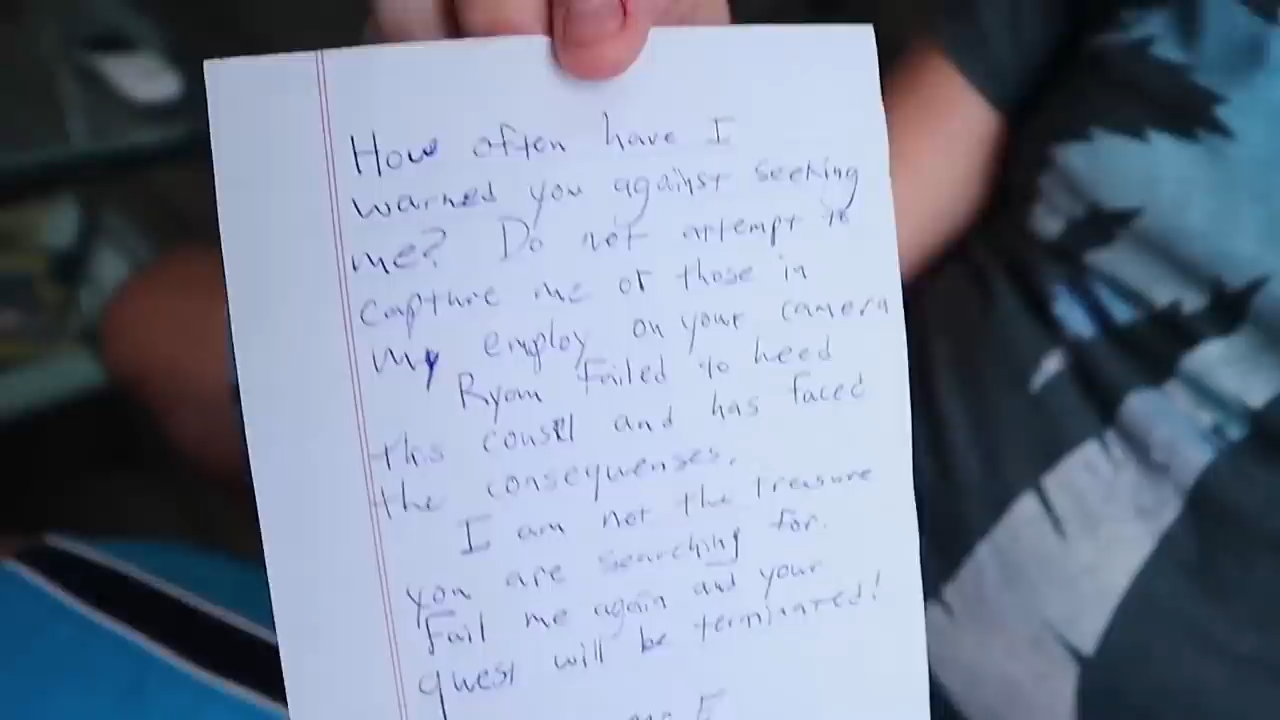 How often have I
warned you against seeking
me? Do not attempt to
capture me or those in
my employ on your camera
Ryan failed to heed
this cousel and has faced
the consequenses.
I am not the treasure
you are searching for.
Fail me again and your
quest will be terminated!